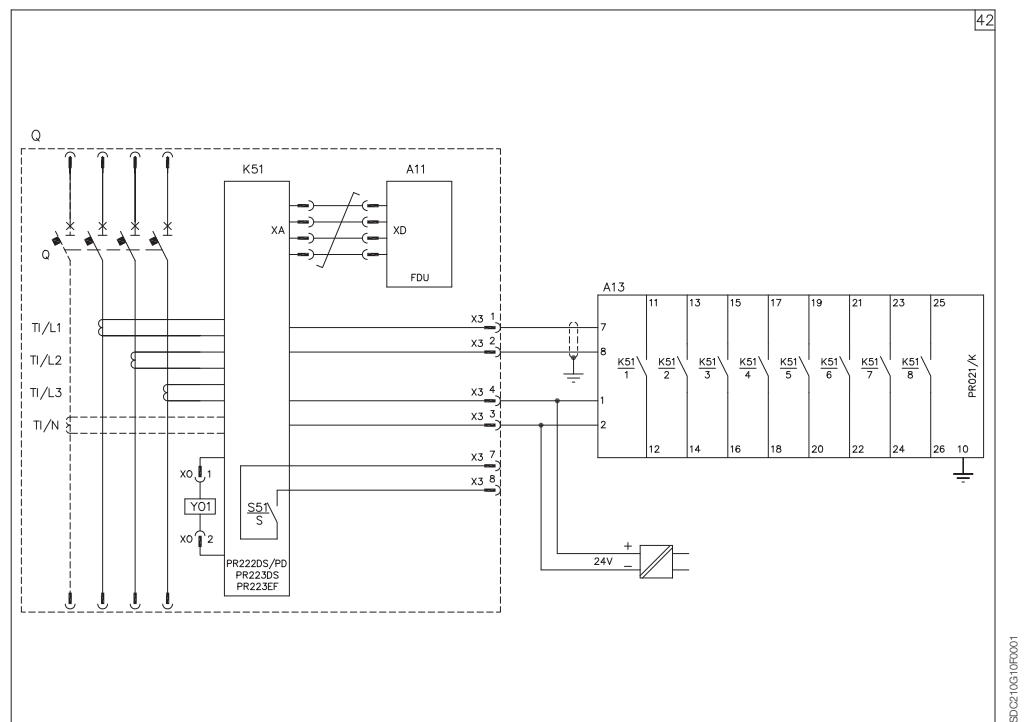 42
Q
K51
A11
XA
XD
FDU
Q
A13
11
13
15
17
19
21
23
25
TI/L1
X3 1
7
X3 2
8
TI/L2
K51
1
K51
2
K51
3
K51
4
K51
5
K51
6
K51
7
K51
8
PR021/K
TI/L3
X3 4
1
TI/N
X3 3
2
12
14
16
18
20
22
24
26
10
X3 7
X0 1
X3 8
YO1
S51
S
X0 2
24V
+
−
PR222DS/PD
PR223DS
PR223EF
SDC210G10F0001